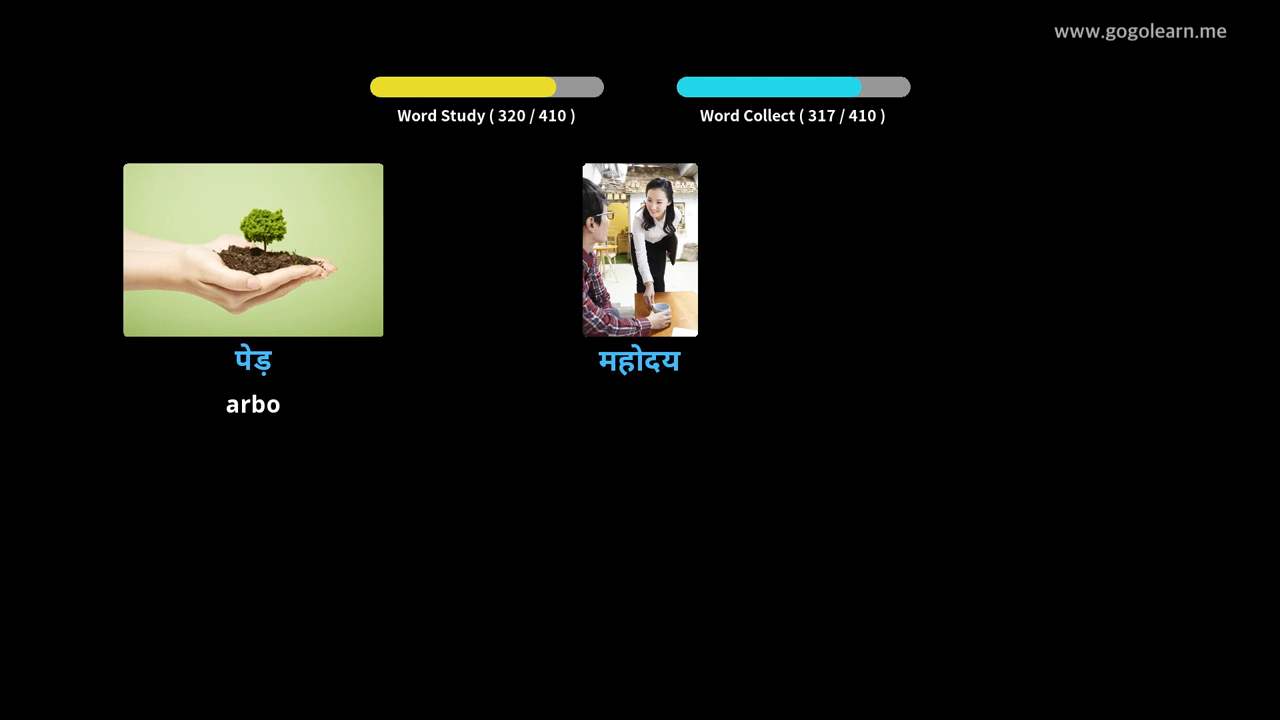 www.gogolearn.me
Word Study ( 320 / 410 )
Word Collect ( 317 / 410 )
पेड़
arbo
महोदय